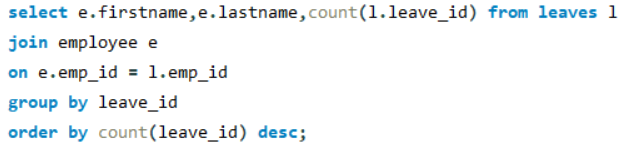 select e.firstname,e.lastname,count(l.leave_id) from leaves l
join employee e
on e.emp_id = l.emp_id
group by leave_id
order by count(leave_id) desc;